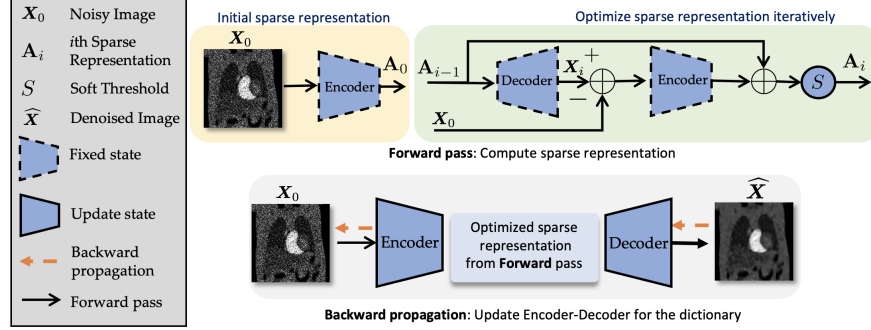 X₀ Noisy Image
Aᵢ ith Sparse
Representation
S Soft Threshold
X̂ Denoised Image
Fixed state
Update state
Backward
propagation
Forward pass
Initial sparse representation
X₀
Encoder
A₀
Optimize sparse representation iteratively
Aᵢ₋₁
Decoder
Xᵢ
+
−
Encoder
S
Aᵢ
X₀
Forward pass: Compute sparse representation
X₀
Encoder
Optimized sparse
representation
from Forward pass
Decoder
X̂
Backward propagation: Update Encoder-Decoder for the dictionary